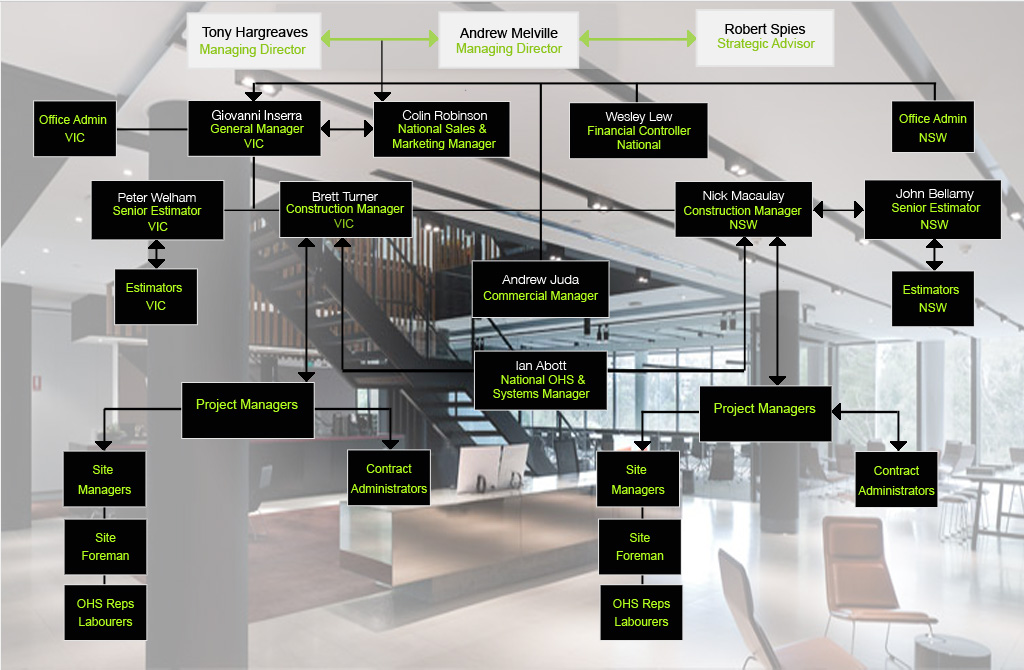 Tony Hargreaves
Managing Director
Andrew Melville
Managing Director
Robert Spies
Strategic Advisor
Office Admin
VIC
Giovanni Inserra
General Manager
VIC
Colin Robinson
National Sales &
Marketing Manager
Wesley Lew
Financial Controller
National
Office Admin
NSW
Peter Welham
Senior Estimator
VIC
Brett Turner
Construction Manager
VIC
Nick Macaulay
Construction Manager
NSW
John Bellamy
Senior Estimator
NSW
Estimators
VIC
Andrew Juda
Commercial Manager
Estimators
NSW
Ian Abott
National OHS &
Systems Manager
Project Managers
Project Managers
Site
Managers
Contract
Administrators
Site
Managers
Contract
Administrators
Site
Foreman
Site
Foreman
OHS Reps
Labourers
OHS Reps
Labourers